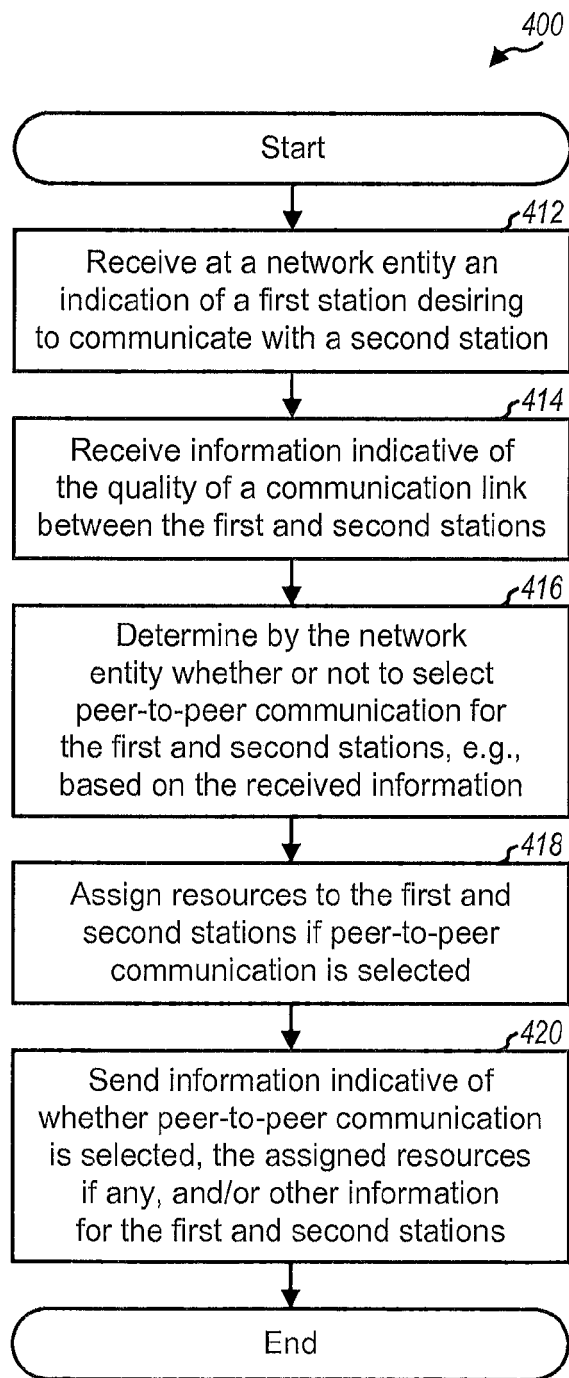 400
Start
412
Receive at a network entity an
indication of a first station desiring
to communicate with a second station
414
Receive information indicative of
the quality of a communication link
between the first and second stations
416
Determine by the network
entity whether or not to select
peer-to-peer communication for
the first and second stations, e.g.,
based on the received information
418
Assign resources to the first and
second stations if peer-to-peer
communication is selected
420
Send information indicative of
whether peer-to-peer communication
is selected, the assigned resources
if any, and/or other information
for the first and second stations
End